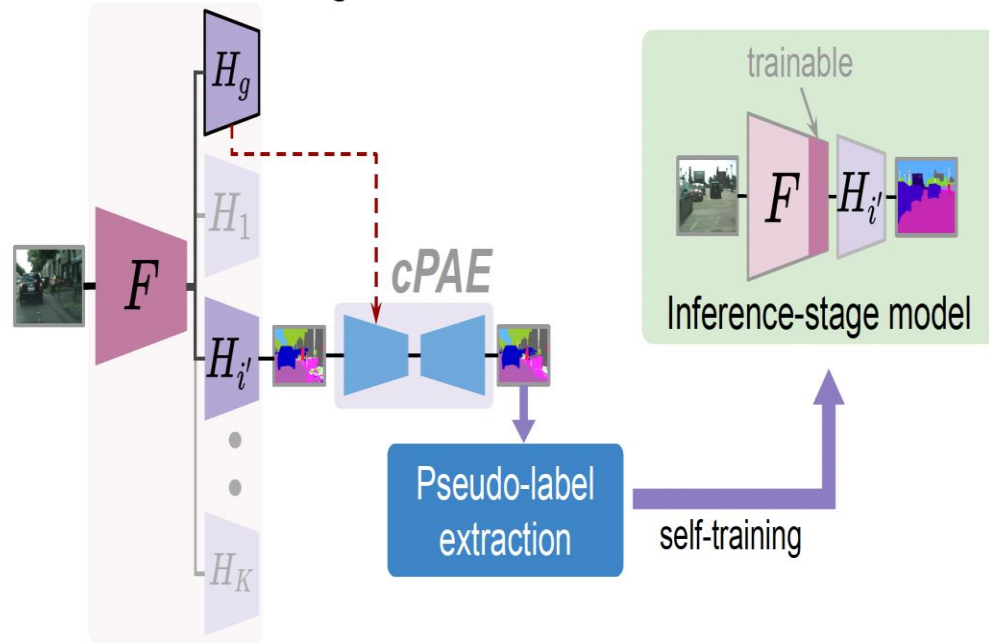 H_g
H_1
F
H_{i'}
H_K
cPAE
Pseudo-label
extraction
self-training
trainable
F
H_{i'}
Inference-stage model